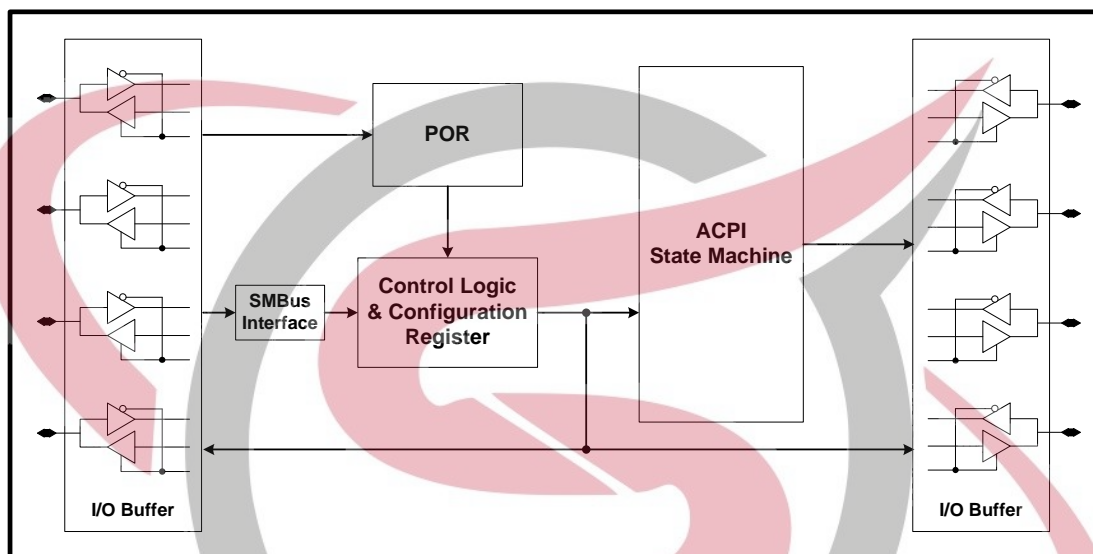 POR
ACPI
State Machine
SMBus
Interface
Control Logic
& Configuration
Register
I/O Buffer
I/O Buffer